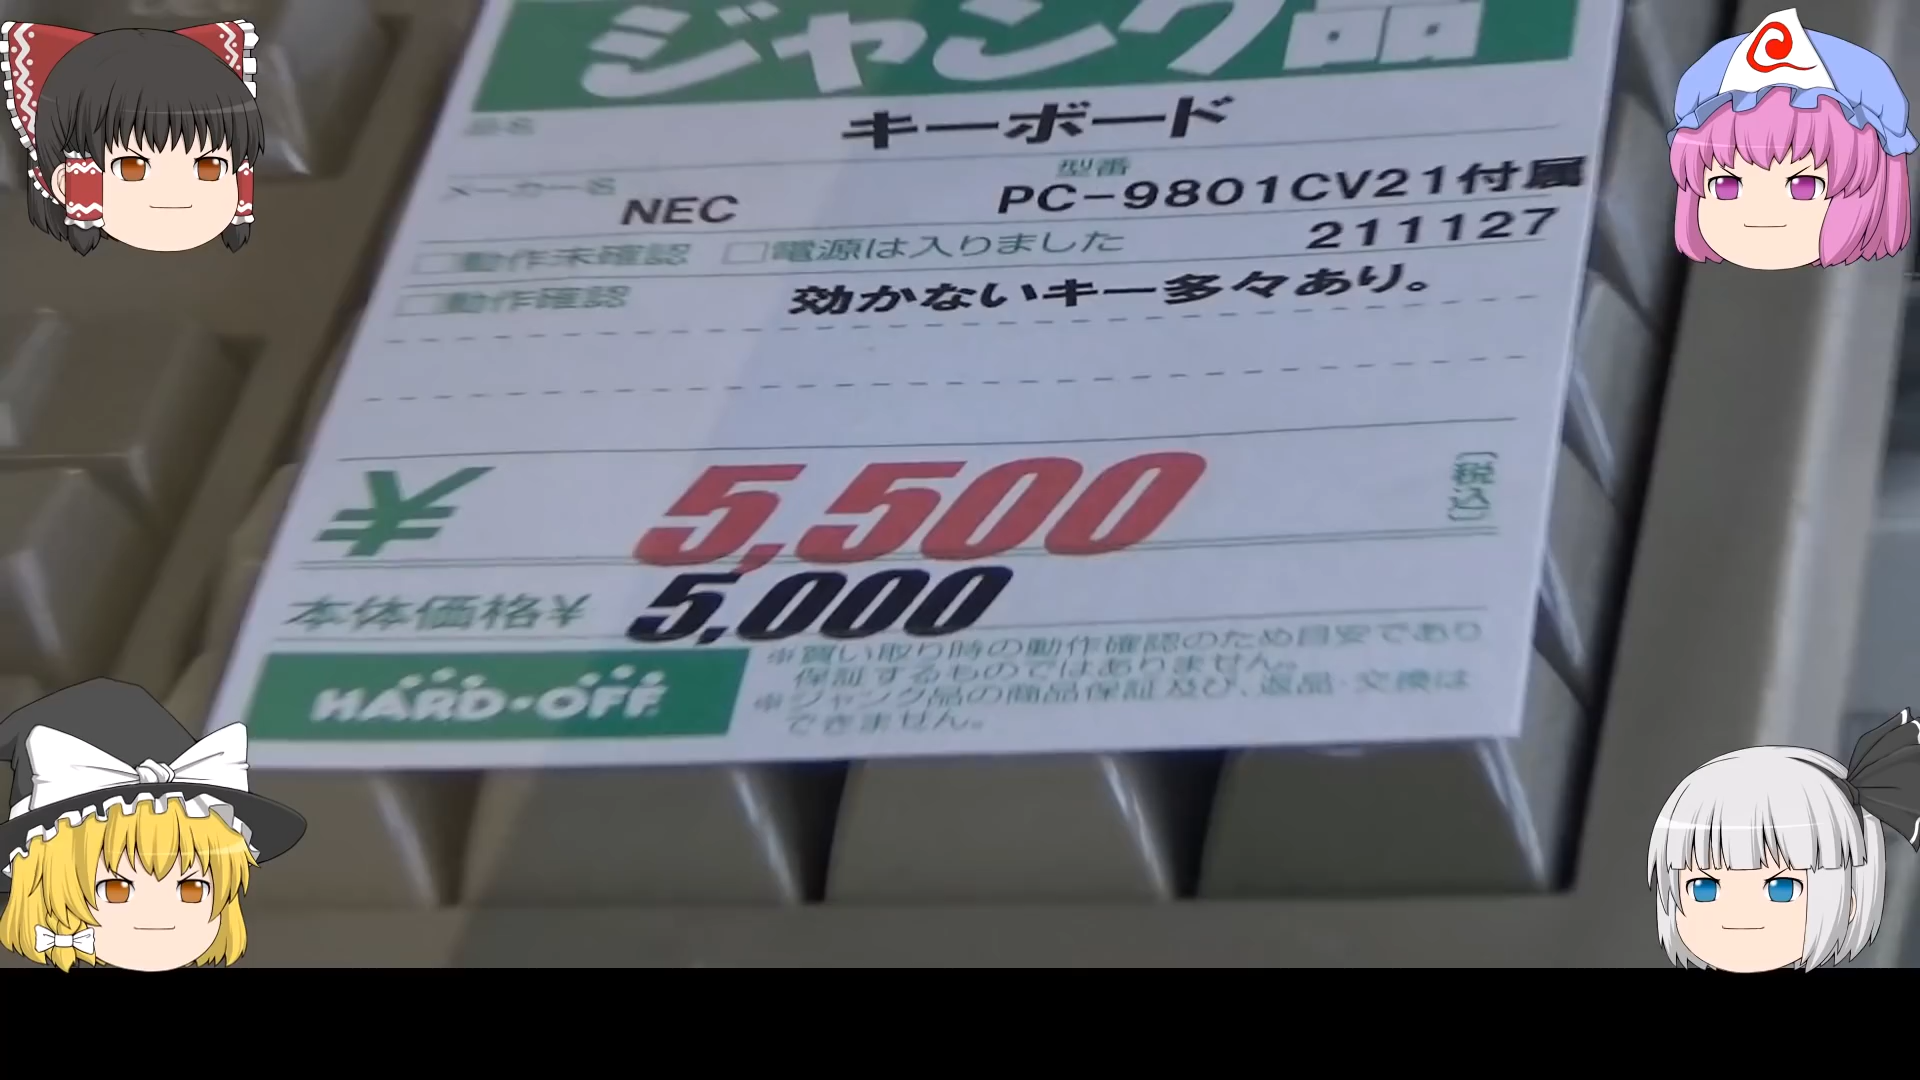 ジャンク品
品名
キーボード
メーカー名
NEC
型番
PC-9801CV21付属
□動作未確認 □電源は入りました
211127
□動作確認
効かないキー多々あり。
¥ 5,500 (税込)
本体価格¥ 5,000
HARD・OFF
※買い取り時の動作確認のため目安であり
保証するものではありません。
※ジャンク品の商品保証及び、返品・交換は
できません。